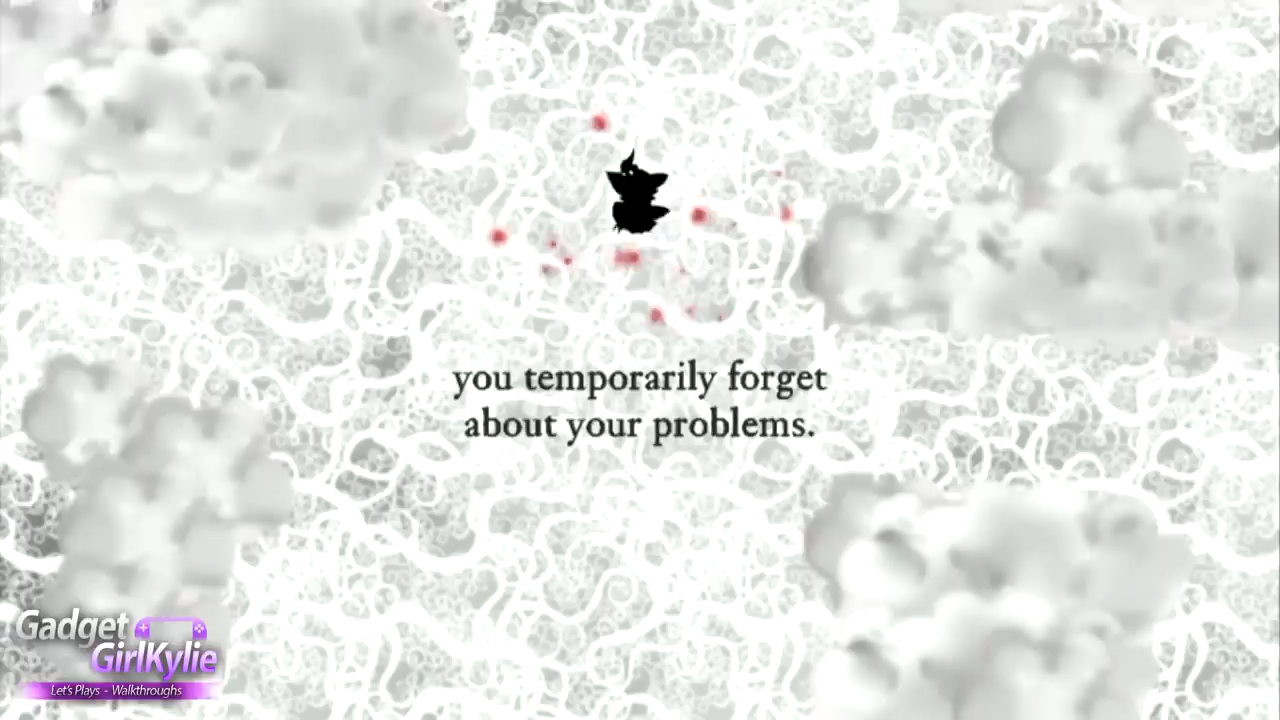 you temporarily forget
about your problems.
Gadget
GirlKylie
Let's Plays - Walkthroughs